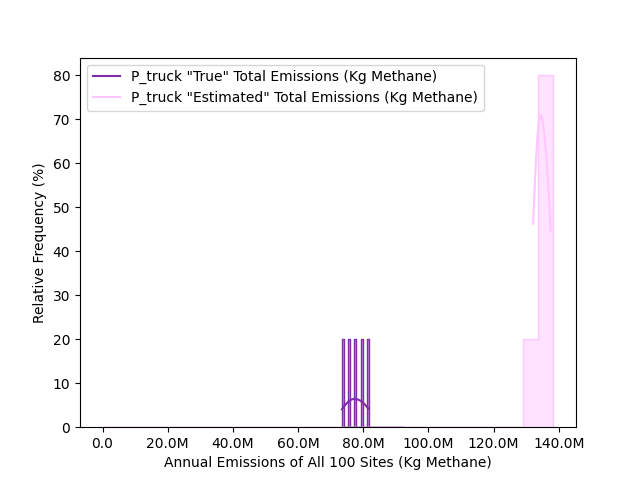 P_truck "True" Total Emissions (Kg Methane)
P_truck "Estimated" Total Emissions (Kg Methane)
80
70
60
50
40
30
20
10
0
Relative Frequency (%)
0.0 20.0M 40.0M 60.0M 80.0M 100.0M 120.0M 140.0M
Annual Emissions of All 100 Sites (Kg Methane)